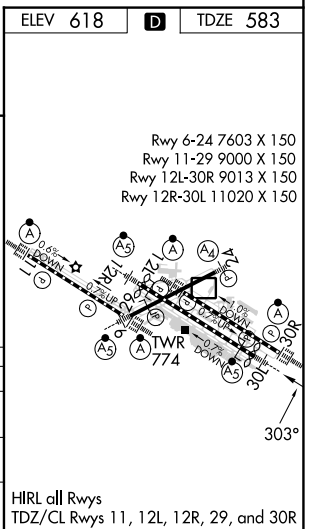 ELEV 618
D
TDZE 583
Rwy 6-24 7603 X 150
Rwy 11-29 9000 X 150
Rwy 12L-30R 9013 X 150
Rwy 12R-30L 11020 X 150
A
A5
A
A4
0.6%
DOWN
12R
12L
24
P
0.7%UP
P
P
A
29
6
1.0%
DOWN
0.7%UP
30R
A5
A
TWR
774
0.7%
DOWN
A5
30L
303°
HIRL all Rwys
TDZ/CL Rwys 11, 12L, 12R, 29, and 30R